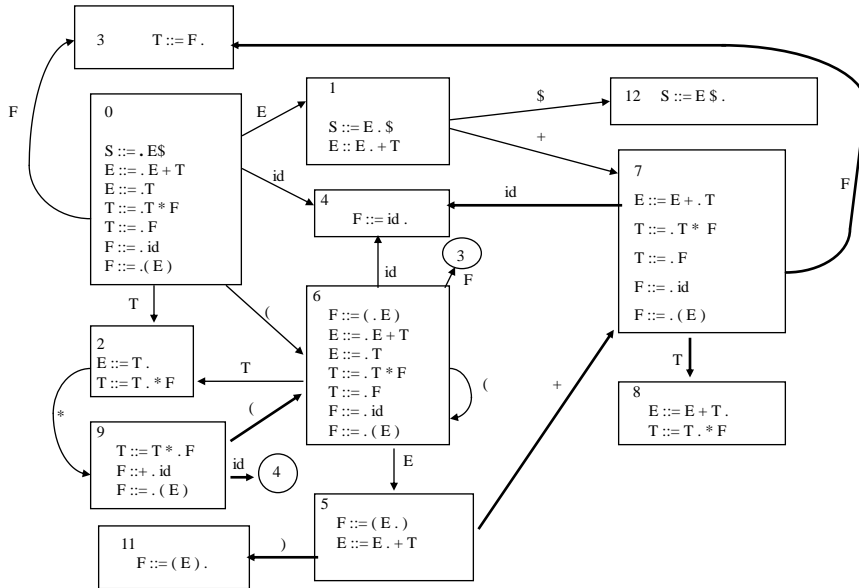 3 T ::= F .
F
0
S ::= . E$
E ::= . E + T
E ::= .T
T ::= .T * F
T ::= . F
F ::= . id
F ::= .( E )
E
id
1
S ::= E . $
E :: E . + T
$
+
12 S ::= E $ .
7
E ::= E + . T
T ::= . T * F
T ::= . F
F ::= . id
F ::= . ( E )
F
id
4
F ::= id .
id
3
F
T
(
6
F ::= ( . E )
E ::= . E + T
E ::= . T
T ::= . T * F
T ::= . F
F ::= . id
F ::= . ( E )
(
+
T
2
E ::= T .
T ::= T . * F
T
*
8
E ::= E + T .
T ::= T . * F
9
T ::= T * . F
F ::+ . id
F ::= . ( E )
(
id
4
E
5
F ::= ( E . )
E ::= E . + T
)
11
F ::= ( E ) .